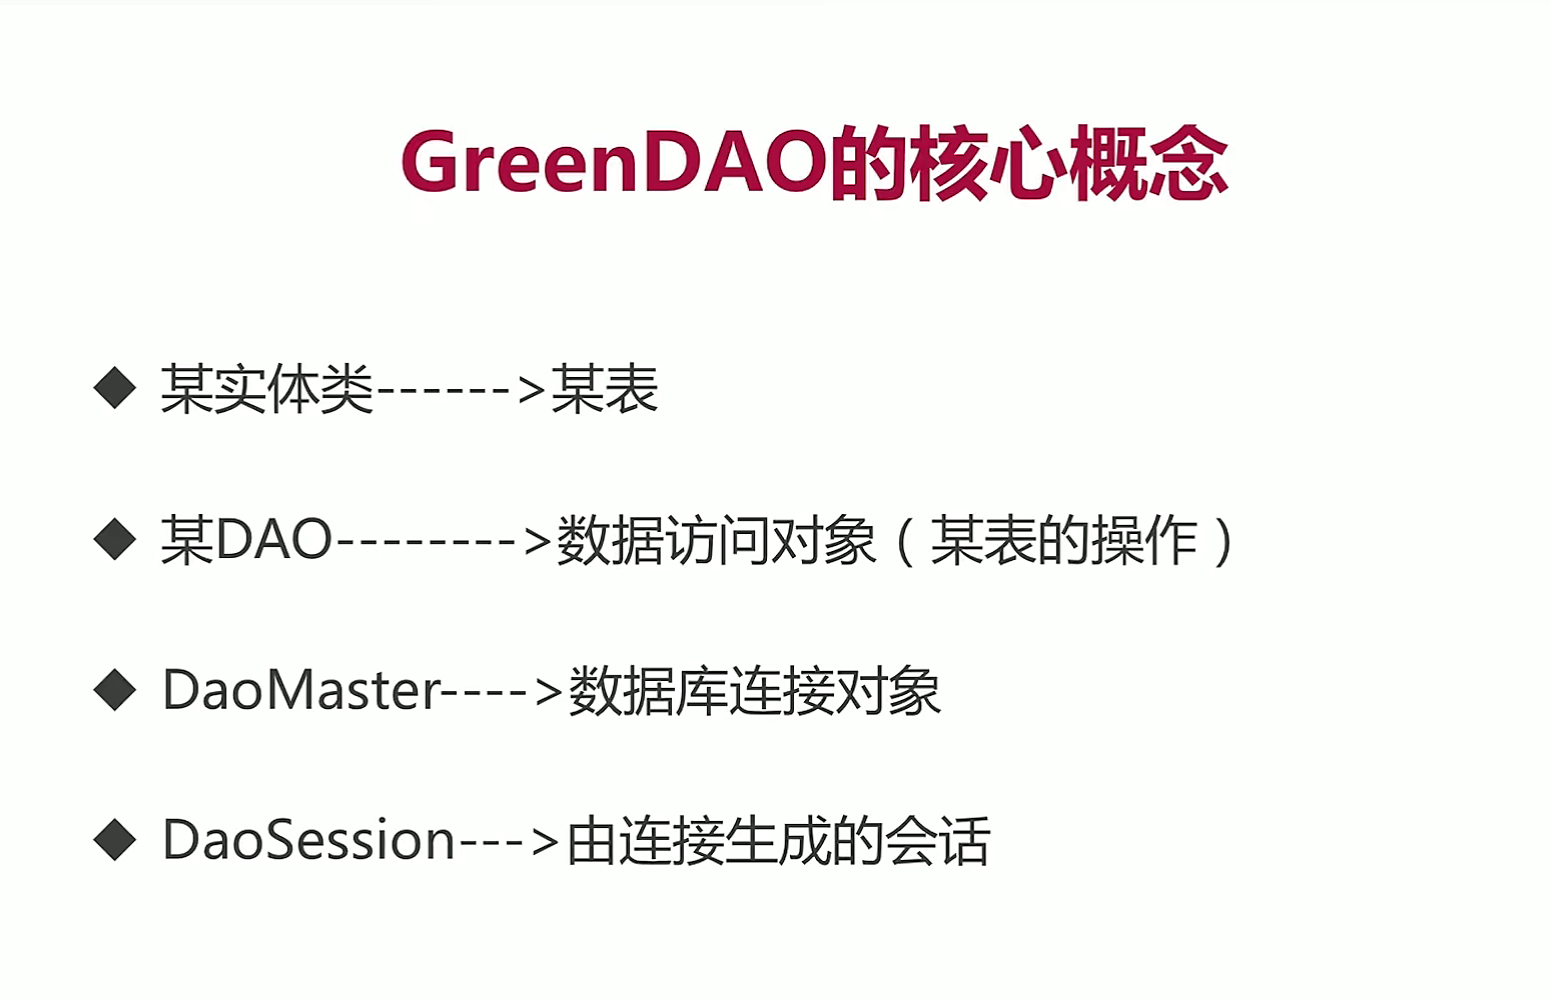 GreenDAO的核心概念
◆ 某实体类------>某表
◆ 某DAO-------->数据访问对象（某表的操作）
◆ DaoMaster---->数据库连接对象
◆ DaoSession--->由连接生成的会话